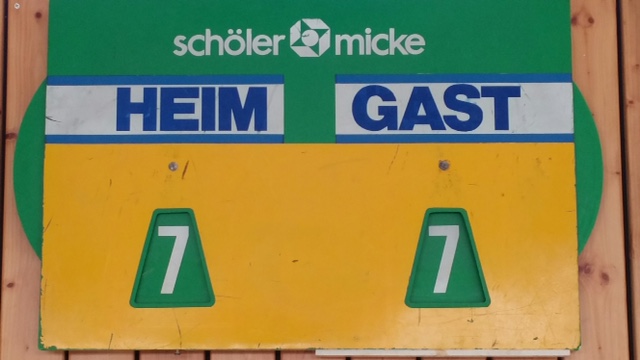 schöler micke
HEIM GAST
7 7